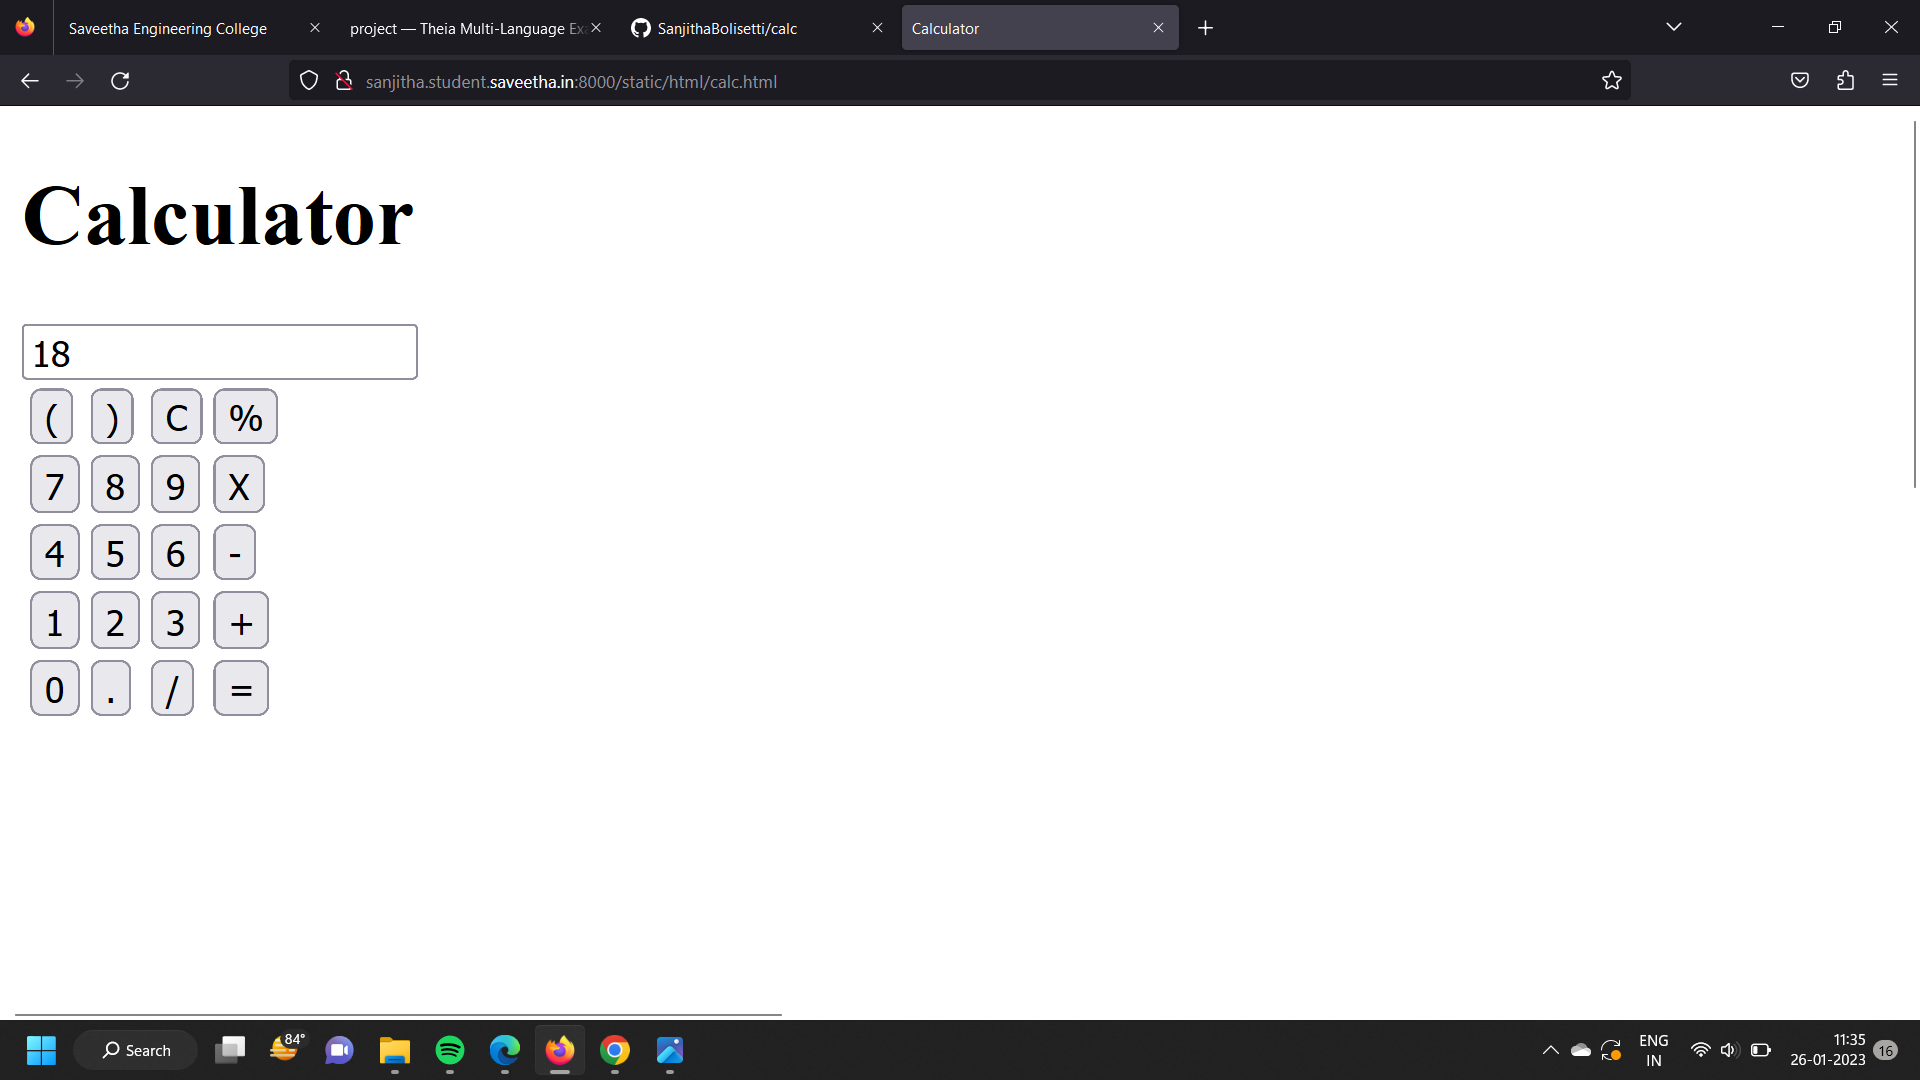 Saveetha Engineering College
project — Theia Multi-Language Exa
SanjithaBolisetti/calc
Calculator
sanjitha.student.saveetha.in:8000/static/html/calc.html
Calculator
18
( ) C %
7 8 9 X
4 5 6 -
1 2 3 +
0 . / =
84°
Search
ENG
IN
11:35
26-01-2023
16